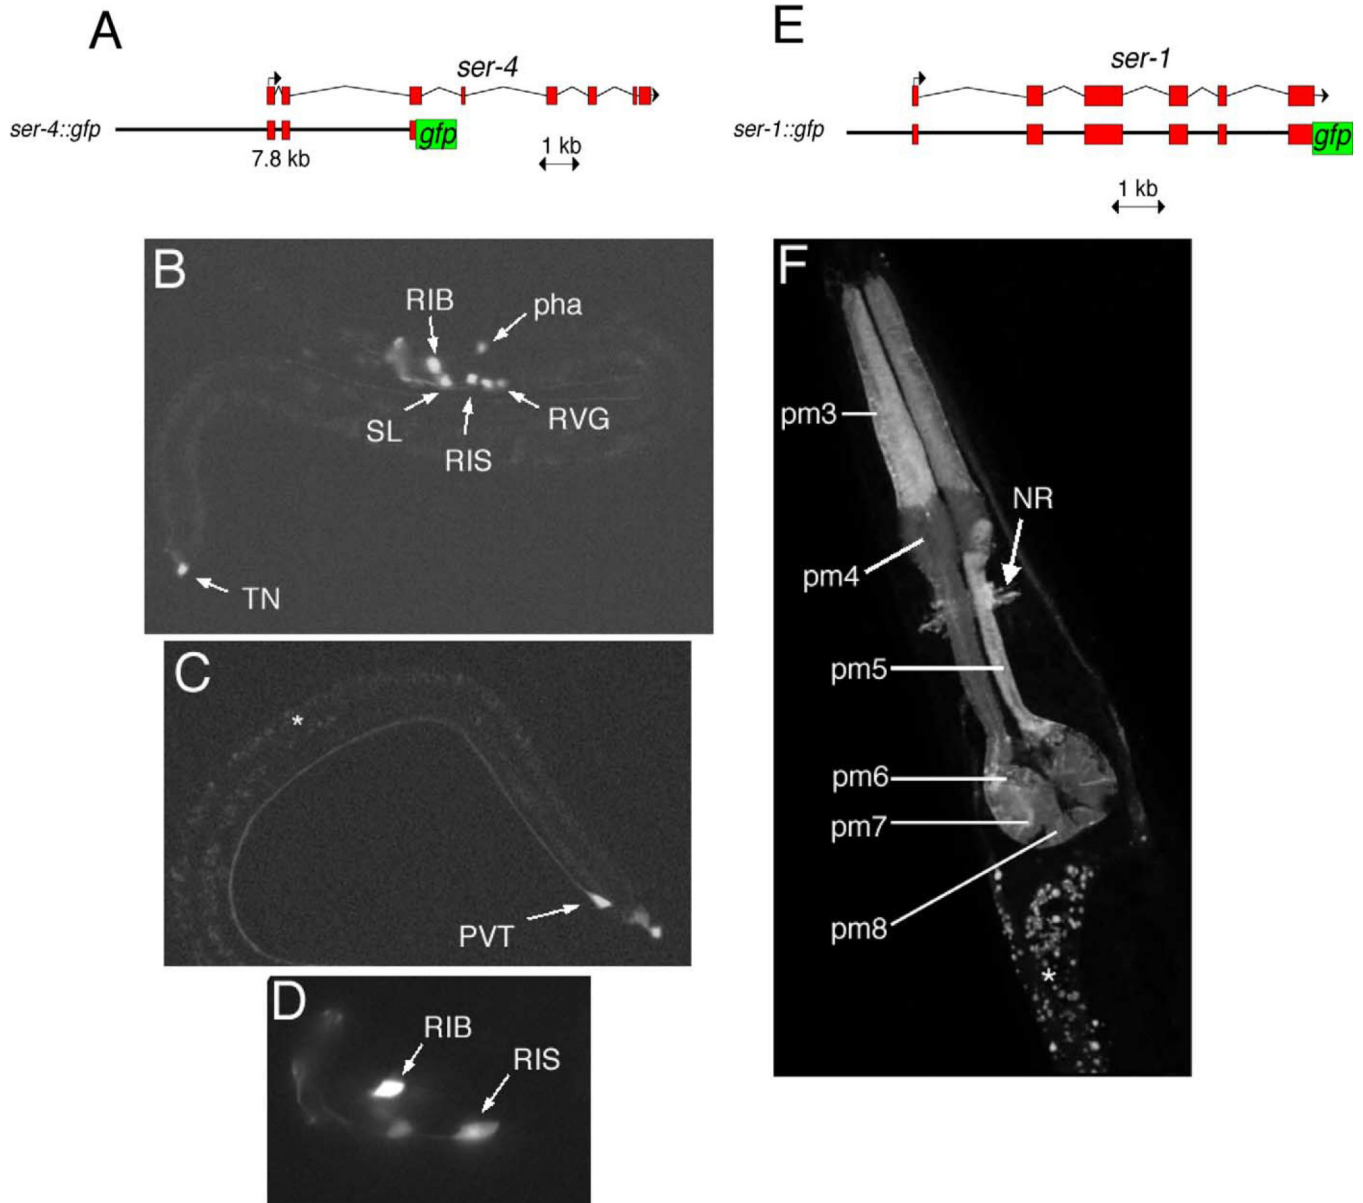 A
ser-4
ser-4::gfp
gfp
7.8 kb
1 kb
E
ser-1
ser-1::gfp
gfp
1 kb
B
RIB
pha
SL
RIS
RVG
TN
C
*
PVT
D
RIB
RIS
F
pm3
NR
pm4
pm5
pm6
pm7
pm8
*